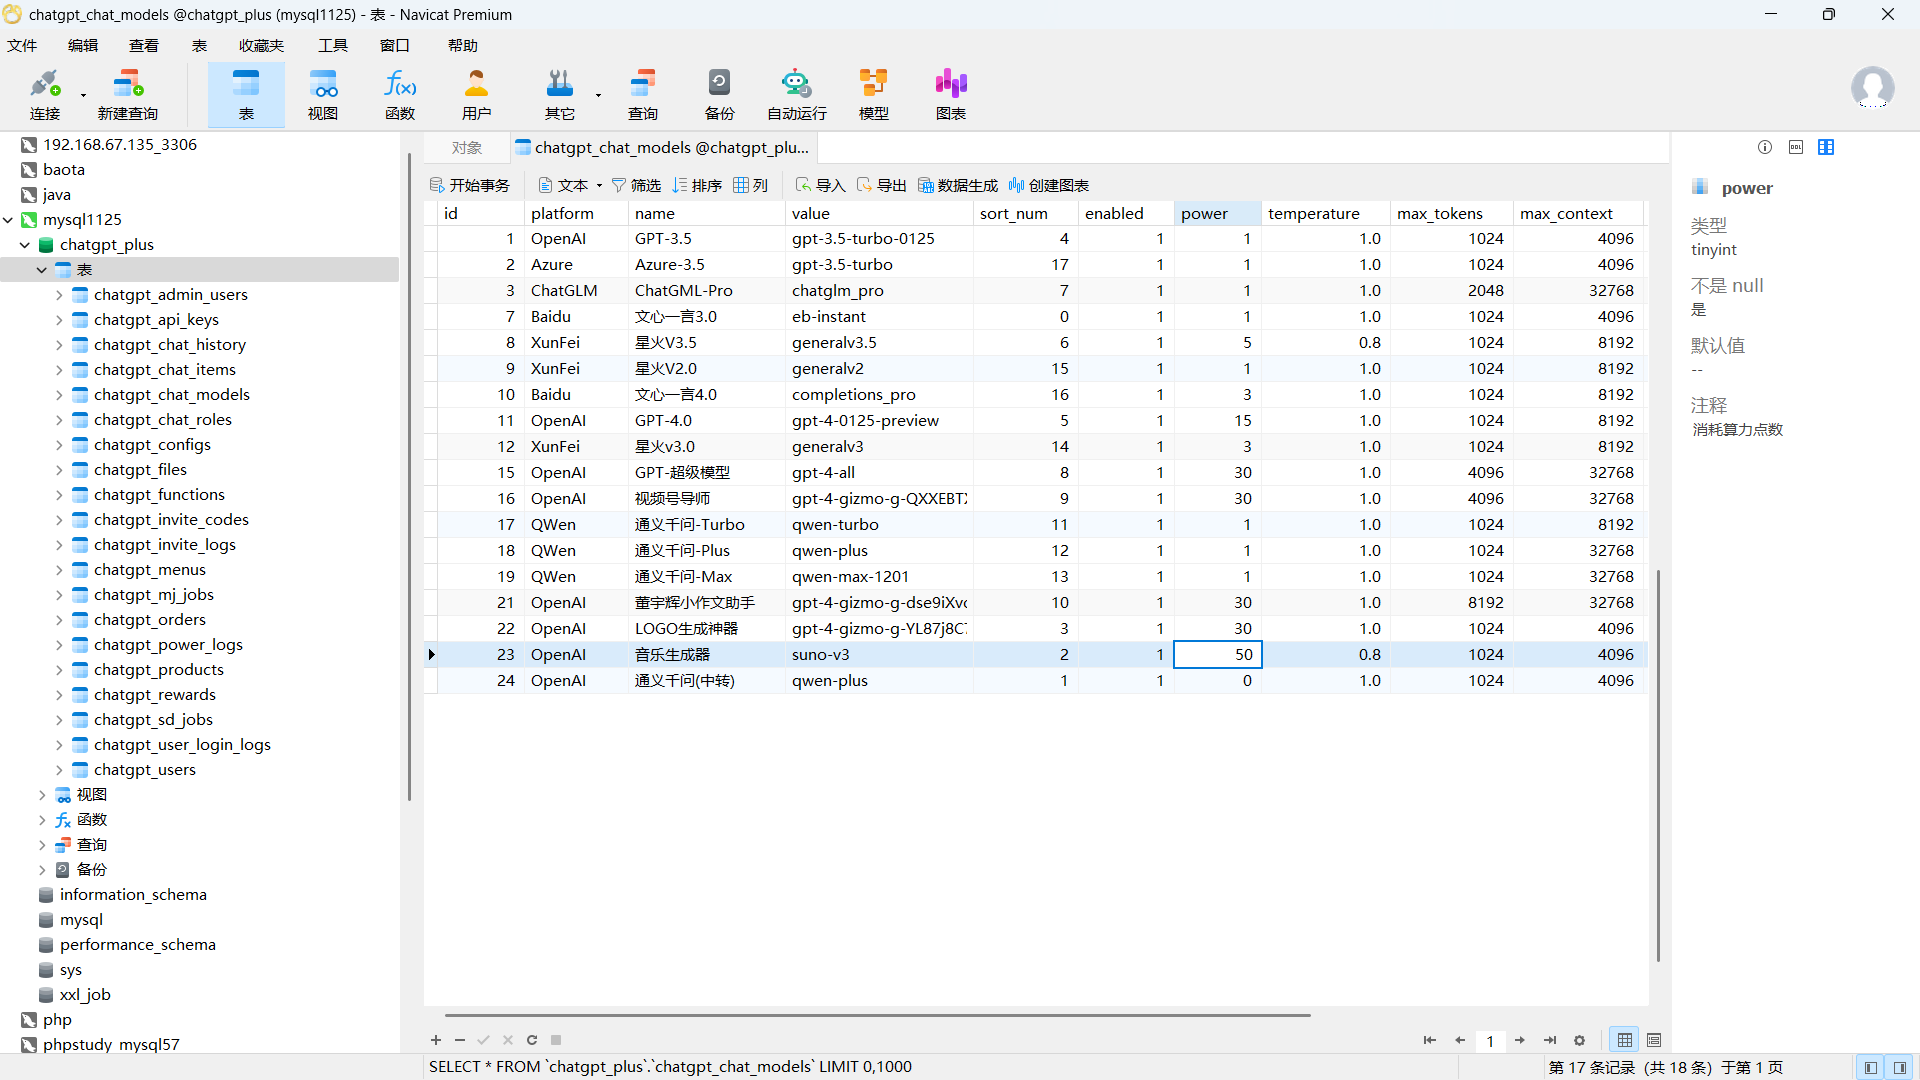 chatgpt_chat_models @chatgpt_plus (mysql1125) - 表 - Navicat Premium
文件 编辑 查看 表 收藏夹 工具 窗口 帮助
连接 新建查询 表 视图 函数 用户 其它 查询 备份 自动运行 模型 图表
192.168.67.135_3306
baota
java
mysql1125
chatgpt_plus
表
chatgpt_admin_users
chatgpt_api_keys
chatgpt_chat_history
chatgpt_chat_items
chatgpt_chat_models
chatgpt_chat_roles
chatgpt_configs
chatgpt_files
chatgpt_functions
chatgpt_invite_codes
chatgpt_invite_logs
chatgpt_menus
chatgpt_mj_jobs
chatgpt_orders
chatgpt_power_logs
chatgpt_products
chatgpt_rewards
chatgpt_sd_jobs
chatgpt_user_login_logs
chatgpt_users
视图
函数
查询
备份
information_schema
mysql
performance_schema
sys
xxl_job
php
phpstudy_mysql57
对象 chatgpt_chat_models @chatgpt_plu...
开始事务 文本 筛选 排序 列 导入 导出 数据生成 创建图表
id platform name value sort_num enabled power temperature max_tokens max_context
1 OpenAI GPT-3.5 gpt-3.5-turbo-0125 4 1 1 1.0 1024 4096
2 Azure Azure-3.5 gpt-3.5-turbo 17 1 1 1.0 1024 4096
3 ChatGLM ChatGML-Pro chatglm_pro 7 1 1 1.0 2048 32768
7 Baidu 文心一言3.0 eb-instant 0 1 1 1.0 1024 4096
8 XunFei 星火V3.5 generalv3.5 6 1 5 0.8 1024 8192
9 XunFei 星火V2.0 generalv2 15 1 1 1.0 1024 8192
10 Baidu 文心一言4.0 completions_pro 16 1 3 1.0 1024 8192
11 OpenAI GPT-4.0 gpt-4-0125-preview 5 1 15 1.0 1024 8192
12 XunFei 星火v3.0 generalv3 14 1 3 1.0 1024 8192
15 OpenAI GPT-超级模型 gpt-4-all 8 1 30 1.0 4096 32768
16 OpenAI 视频号导师 gpt-4-gizmo-g-QXXEBTX 9 1 30 1.0 4096 32768
17 QWen 通义千问-Turbo qwen-turbo 11 1 1 1.0 1024 8192
18 QWen 通义千问-Plus qwen-plus 12 1 1 1.0 1024 32768
19 QWen 通义千问-Max qwen-max-1201 13 1 1 1.0 1024 32768
21 OpenAI 董宇辉小作文助手 gpt-4-gizmo-g-dse9iXvc 10 1 30 1.0 8192 32768
22 OpenAI LOGO生成神器 gpt-4-gizmo-g-YL87j8C7 3 1 30 1.0 1024 4096
23 OpenAI 音乐生成器 suno-v3 2 1 50 0.8 1024 4096
24 OpenAI 通义千问(中转) qwen-plus 1 1 0 1.0 1024 4096
power
类型
tinyint
不是 null
是
默认值
--
注释
消耗算力点数
1
SELECT * FROM `chatgpt_plus`.`chatgpt_chat_models` LIMIT 0,1000
第 17 条记录 (共 18 条) 于第 1 页